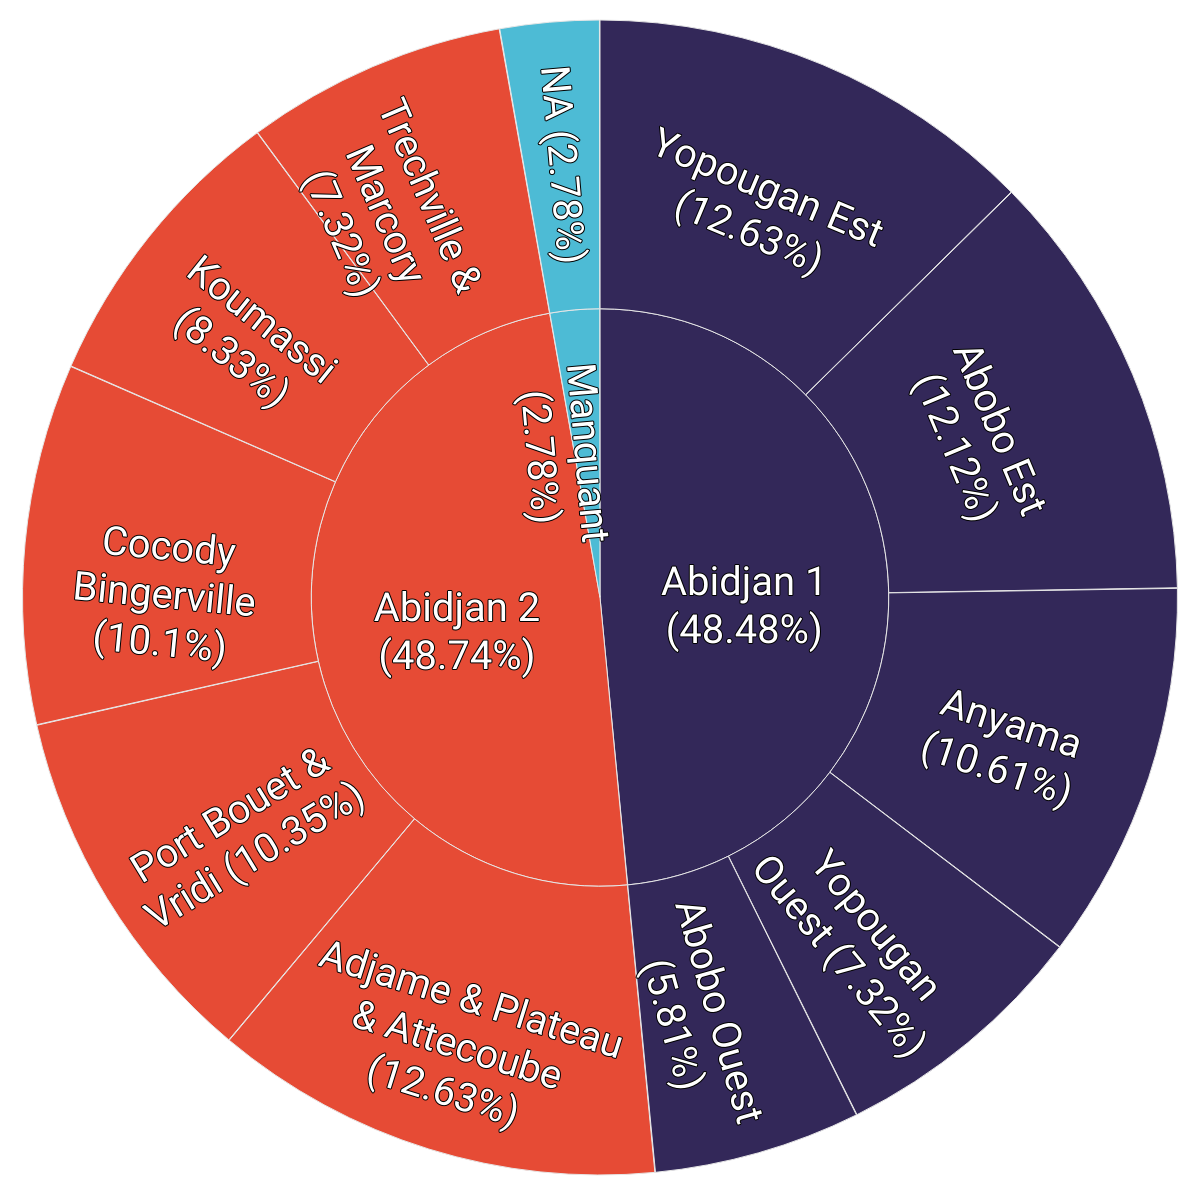 Yopougan Est
(12.63%)
Abobo Est
(12.12%)
Anyama
(10.61%)
Yopougan
Ouest (7.32%)
Abobo Ouest
(5.81%)
Adjame & Plateau
& Attecoube
(12.63%)
Port Bouet &
Vridi (10.35%)
Cocody
Bingerville
(10.1%)
Koumassi
(8.33%)
Trechville &
Marcory
(7.32%)
NA (2.78%)
Abidjan 1
(48.48%)
Abidjan 2
(48.74%)
Manquant
(2.78%)